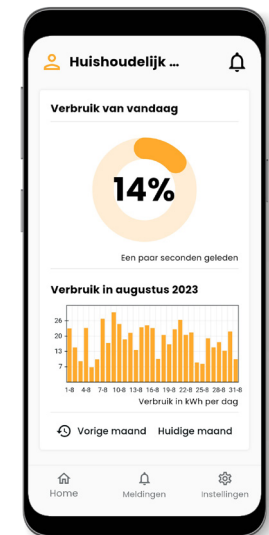 Huishoudelijk ...
Verbruik van vandaag
14%
Een paar seconden geleden
Verbruik in augustus 2023
26
20
13
7
1-8 4-8 7-8 10-8 13-8 16-8 19-8 22-8 25-8 28-8 31-8
Verbruik in kWh per dag
Vorige maand Huidige maand
Home Meldingen Instellingen